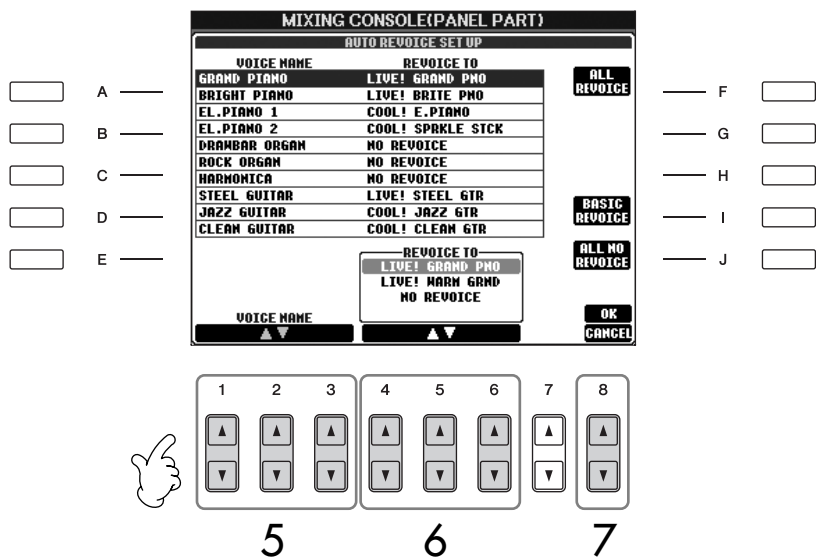 MIXING CONSOLE(PANEL PART)
AUTO REVOICE SET UP
VOICE NAME REVOICE TO
GRAND PIANO LIVE! GRAND PNO
BRIGHT PIANO LIVE! BRITE PNO
EL.PIANO 1 COOL! E.PIANO
EL.PIANO 2 COOL! SPRKLE STCK
DRAWBAR ORGAN NO REVOICE
ROCK ORGAN NO REVOICE
HARMONICA NO REVOICE
STEEL GUITAR LIVE! STEEL GTR
JAZZ GUITAR COOL! JAZZ GTR
CLEAN GUITAR COOL! CLEAN GTR
ALL
REVOICE
BASIC
REVOICE
ALL NO
REVOICE
REVOICE TO
LIVE! GRAND PNO
LIVE! WARM GRND
NO REVOICE
VOICE NAME
OK
CANCEL
A
B
C
D
E
F
G
H
I
J
1 2 3 4 5 6 7 8
5 6 7